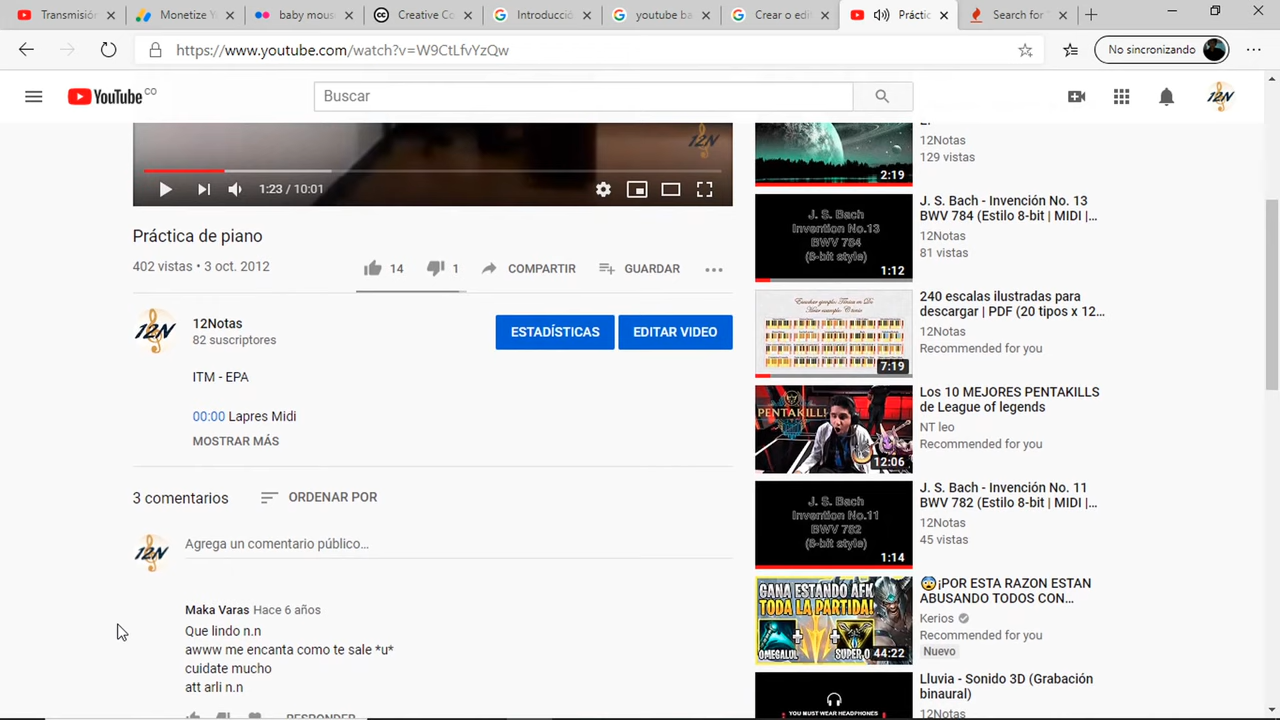 Transmisión
Monetize Y
baby mous
Creative Co
Introducció
youtube ba
Crear o edi
Práctic
Search for
https://www.youtube.com/watch?v=W9CtLfvYzQw
No sincronizando
YouTube CO
Buscar
12N
12N
1:23 / 10:01
Práctica de piano
402 vistas • 3 oct. 2012
14
1
COMPARTIR
GUARDAR
12N
12Notas
ESTADÍSTICAS
EDITAR VIDEO
ITM - EPA
00:00 Lapres Midi
MOSTRAR MÁS
3 comentarios
ORDENAR POR
12N
Agrega un comentario público...
Maka Varas Hace 6 años
Que lindo n.n
awww me encanta como te sale *u*
cuidste mucho
att arli n.n
RESPONDER
2:19
12Notas
129 vistas
J. S. Bach
Invention No.13
BWV 784
(8-bit style)
1:12
J. S. Bach - Invención No. 13
BWV 784 (Estilo 8-bit | MIDI |...
12Notas
81 vistas
7:19
240 escalas ilustradas para
descargar | PDF (20 tipos x 12...
12Notas
Recommended for you
PENTAKILL!
12:06
Los 10 MEJORES PENTAKILLS
de League of legends
NT leo
Recommended for you
J. S. Bach
Invention No.11
BWV 782
(8-bit style)
1:14
J. S. Bach - Invención No. 11
BWV 782 (Estilo 8-bit | MIDI |...
12Notas
45 vistas
GANA ESTANDO AFK
TODA LA PARTIDA!
OMEGALUL
SUPER Q
44:22
😨¡POR ESTA RAZON ESTAN
ABUSANDO TODOS CON...
Kerios
Recommended for you
Nuevo
YOU MUST WEAR HEADPHONES
Lluvia - Sonido 3D (Grabación
binaural)
12Notas